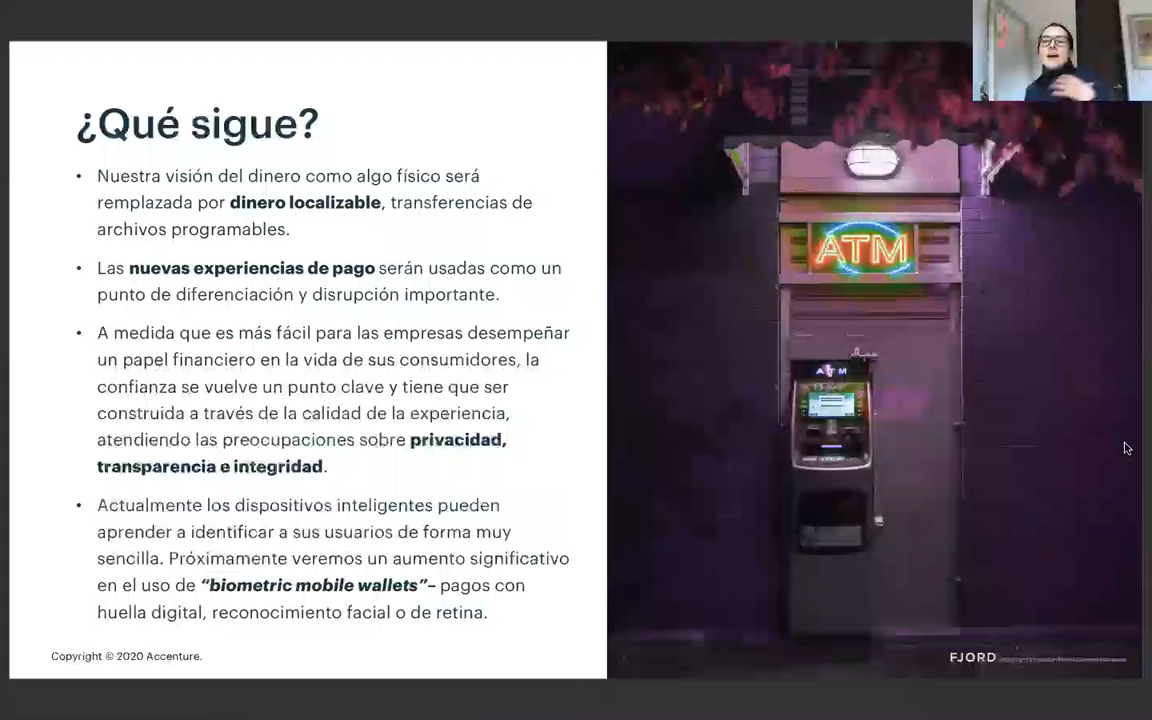 ¿Qué sigue?
• Nuestra visión del dinero como algo físico será
remplazada por dinero localizable, transferencias de
archivos programables.
• Las nuevas experiencias de pago serán usadas como un
punto de diferenciación y disrupción importante.
• A medida que es más fácil para las empresas desempeñar
un papel financiero en la vida de sus consumidores, la
confianza se vuelve un punto clave y tiene que ser
construida a través de la calidad de la experiencia,
atendiendo las preocupaciones sobre privacidad,
transparencia e integridad.
• Actualmente los dispositivos inteligentes pueden
aprender a identificar a sus usuarios de forma muy
sencilla. Próximamente veremos un aumento significativo
en el uso de “biometric mobile wallets”– pagos con
huella digital, reconocimiento facial o de retina.
Copyright © 2020 Accenture.
ATM
ATM
FJORD